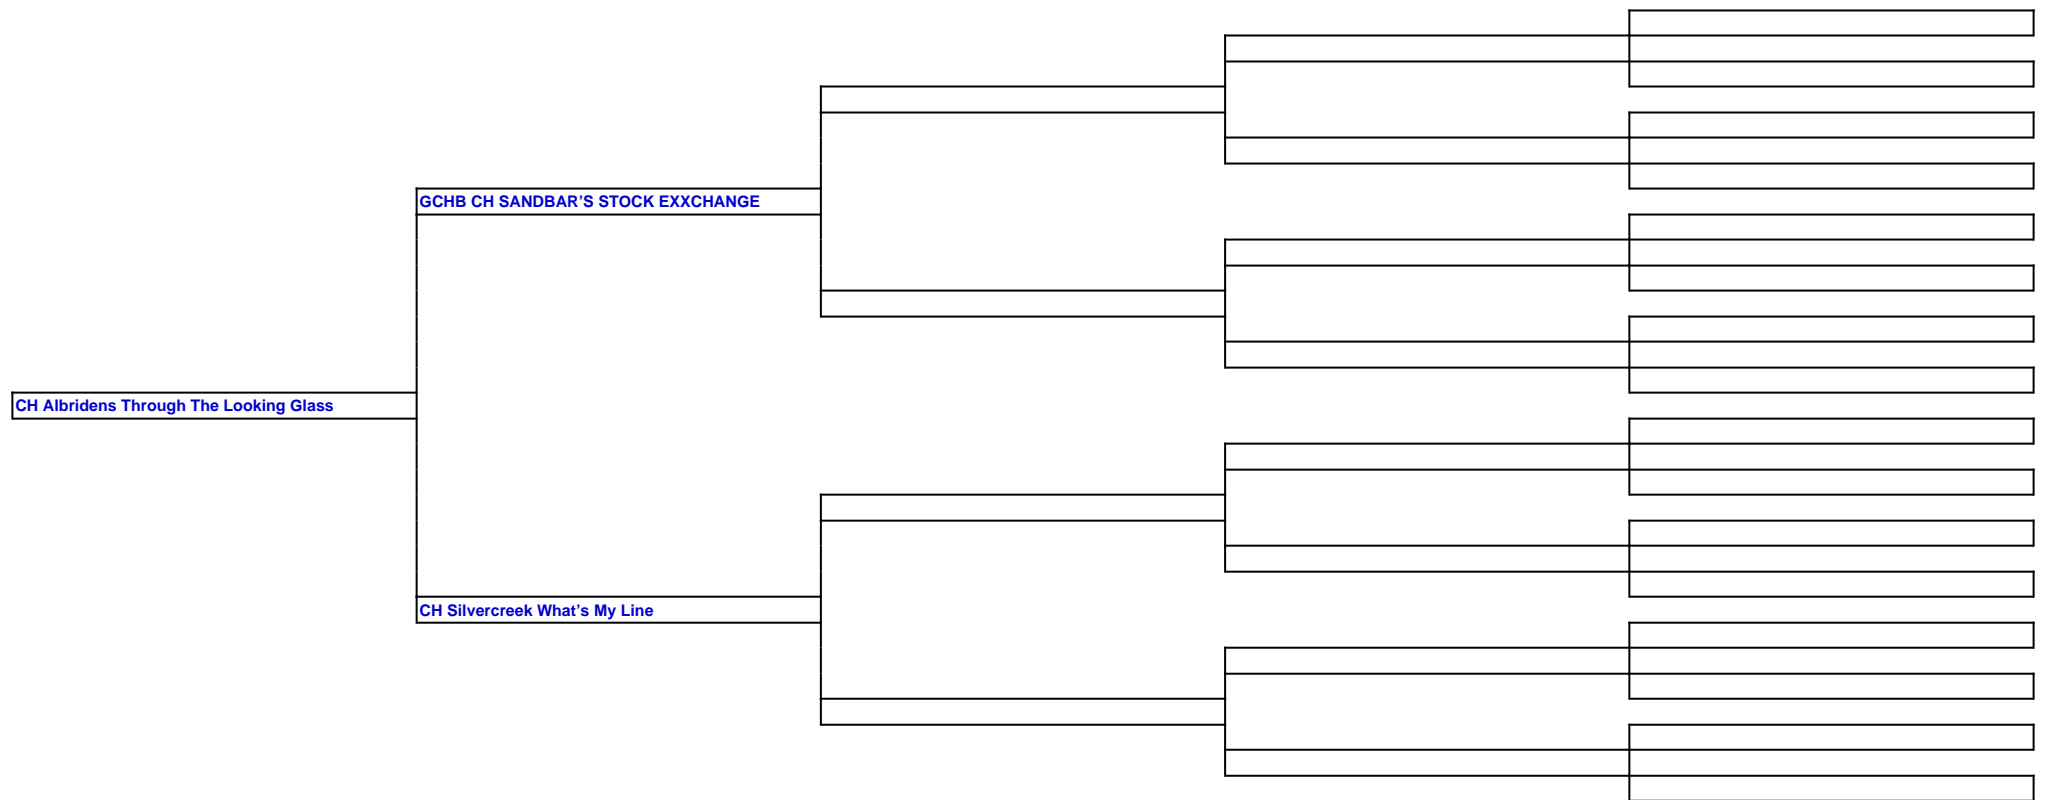 GCHB CH SANDBAR’S STOCK EXXCHANGE
CH Albridens Through The Looking Glass
CH Silvercreek What’s My Line